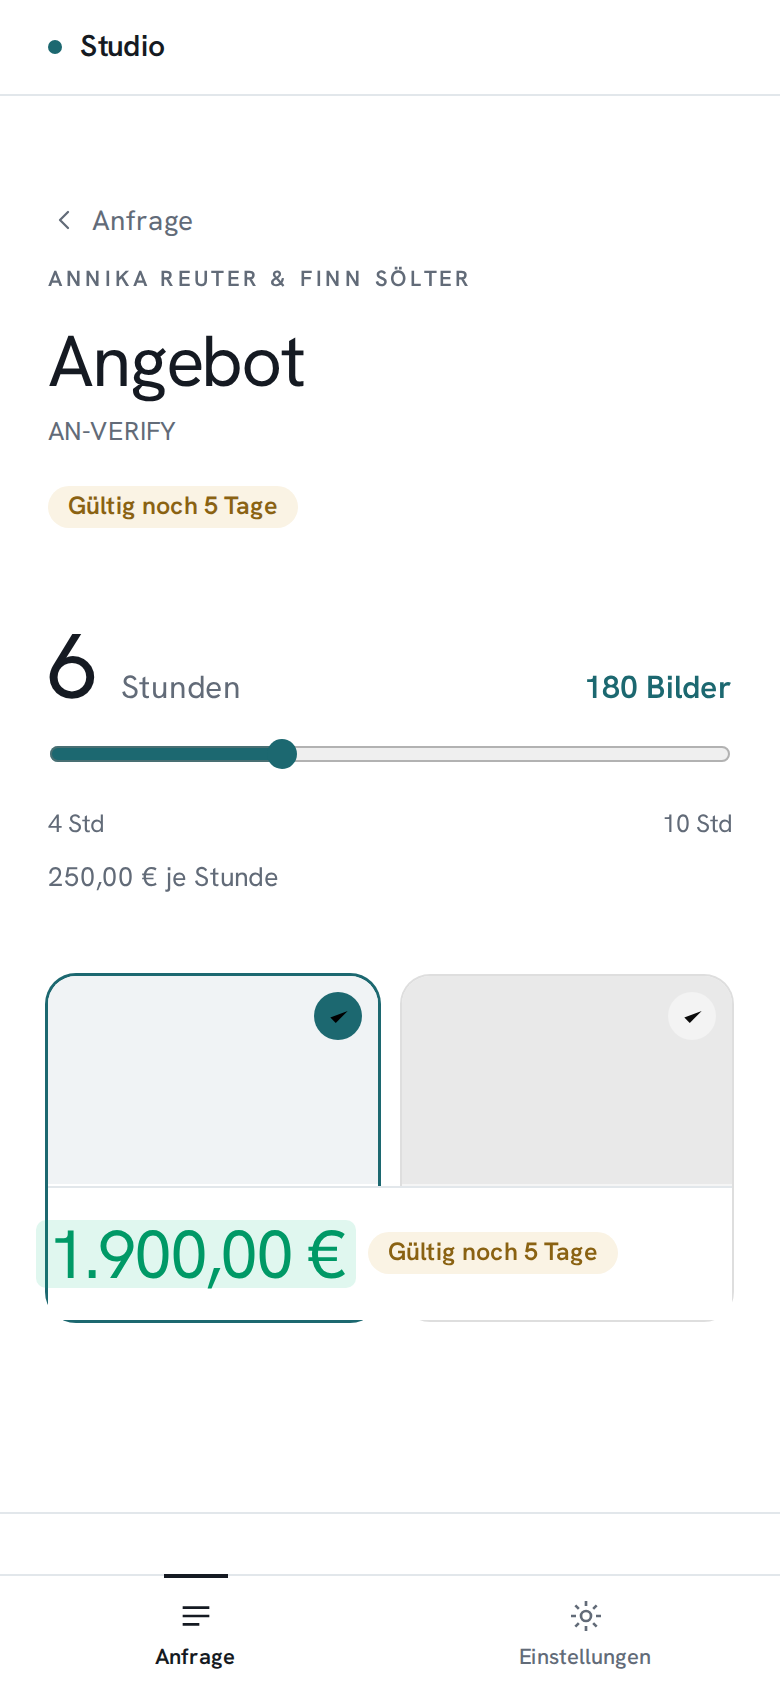 Studio
Anfrage
ANNIKA REUTER & FINN SÖLTER
Angebot
AN-VERIFY
Gültig noch 5 Tage
6 Stunden 180 Bilder
4 Std 10 Std
250,00 € je Stunde
1.900,00 € Gültig noch 5 Tage
Anfrage Einstellungen